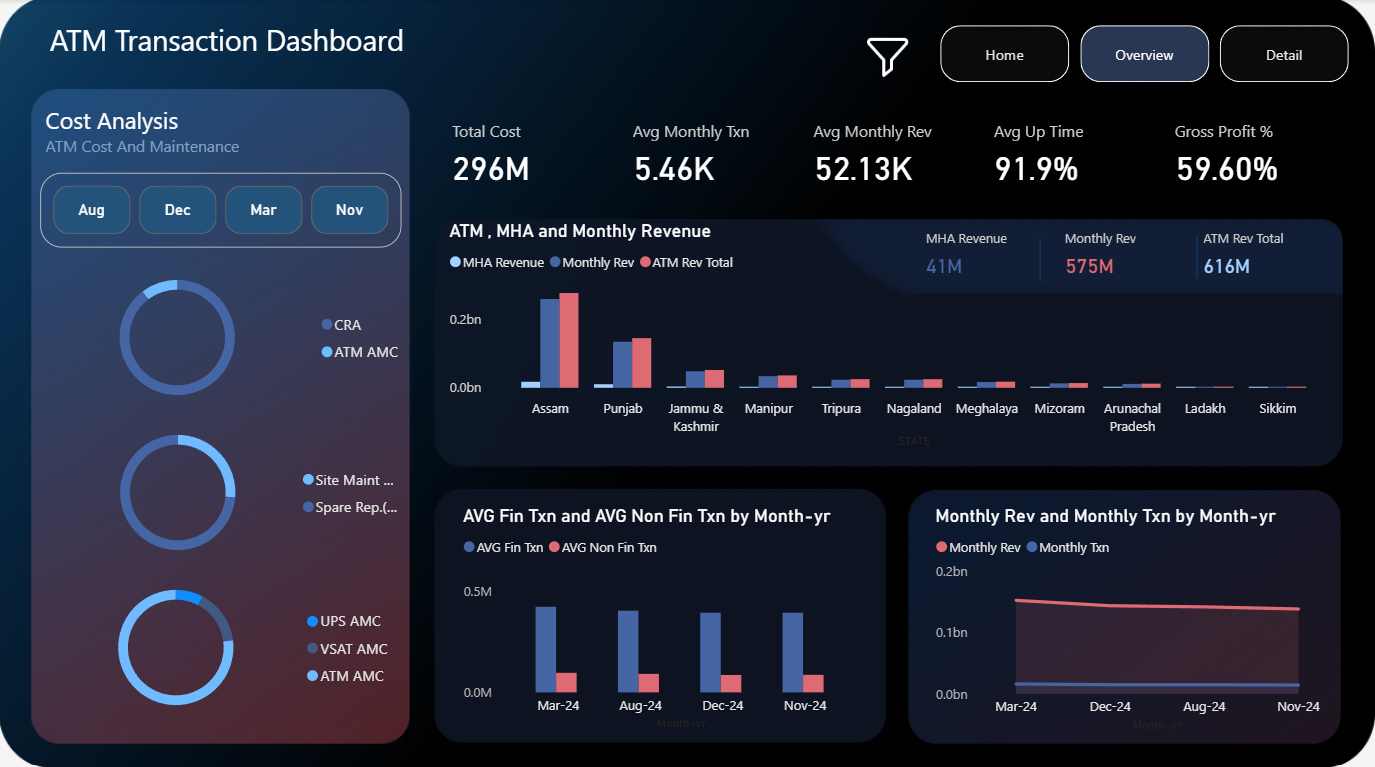 ATM Transaction Dashboard
Home
Overview
Detail
Cost Analysis
ATM Cost And Maintenance
Aug
Dec
Mar
Nov
CRA
ATM AMC
Site Maint ...
Spare Rep.(...
UPS AMC
VSAT AMC
ATM AMC
Total Cost
296M
Avg Monthly Txn
5.46K
Avg Monthly Rev
52.13K
Avg Up Time
91.9%
Gross Profit %
59.60%
ATM , MHA and Monthly Revenue
MHA Revenue
Monthly Rev
ATM Rev Total
MHA Revenue
41M
Monthly Rev
575M
ATM Rev Total
616M
0.2bn
0.0bn
Assam
Punjab
Jammu &
Kashmir
Manipur
Tripura
Nagaland
Meghalaya
Mizoram
Arunachal
Pradesh
Ladakh
Sikkim
STATE
AVG Fin Txn and AVG Non Fin Txn by Month-yr
AVG Fin Txn
AVG Non Fin Txn
0.5M
0.0M
Mar-24
Aug-24
Dec-24
Nov-24
Month-yr
Monthly Rev and Monthly Txn by Month-yr
Monthly Rev
Monthly Txn
0.2bn
0.1bn
0.0bn
Mar-24
Dec-24
Aug-24
Nov-24
Month-yr